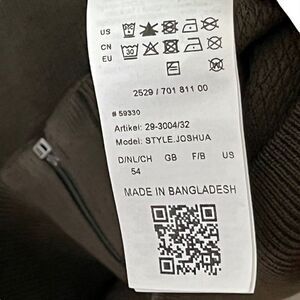 US
CN
EU
30
2529 / 701 811 00
# 59330
Artikel: 29-3004/32
Model: STYLE.JOSHUA
D/NL/CH GB F/B US
54
MADE IN BANGLADESH